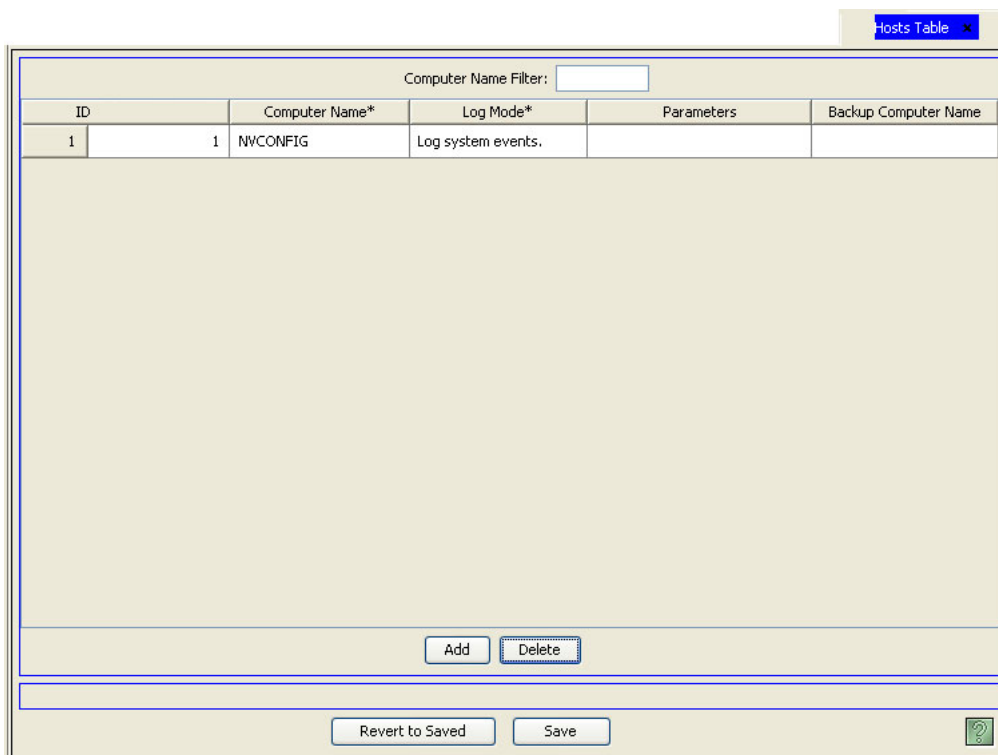 Hosts Table ×
Computer Name Filter:
ID Computer Name* Log Mode* Parameters Backup Computer Name
1 1 NVCONFIG Log system events.
Add Delete
Revert to Saved Save ?